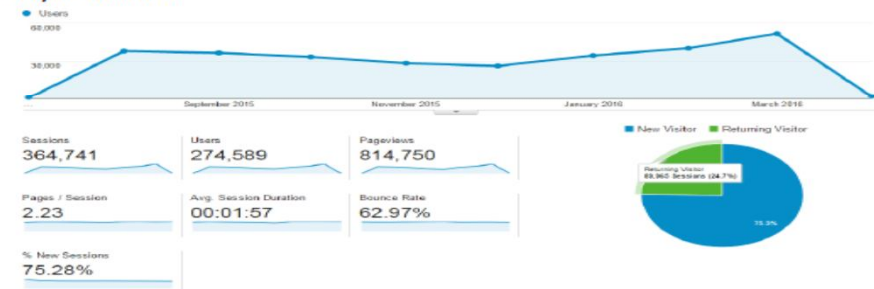 Users
60,000
30,000
...
September 2015
November 2015
January 2016
March 2016
New Visitor
Returning Visitor
Sessions
364,741
Users
274,589
Pageviews
814,750
Pages / Session
2.23
Avg. Session Duration
00:01:57
Bounce Rate
62.97%
% New Sessions
75.28%
Returning Visitor
Sessions (24.7%)
75.3%